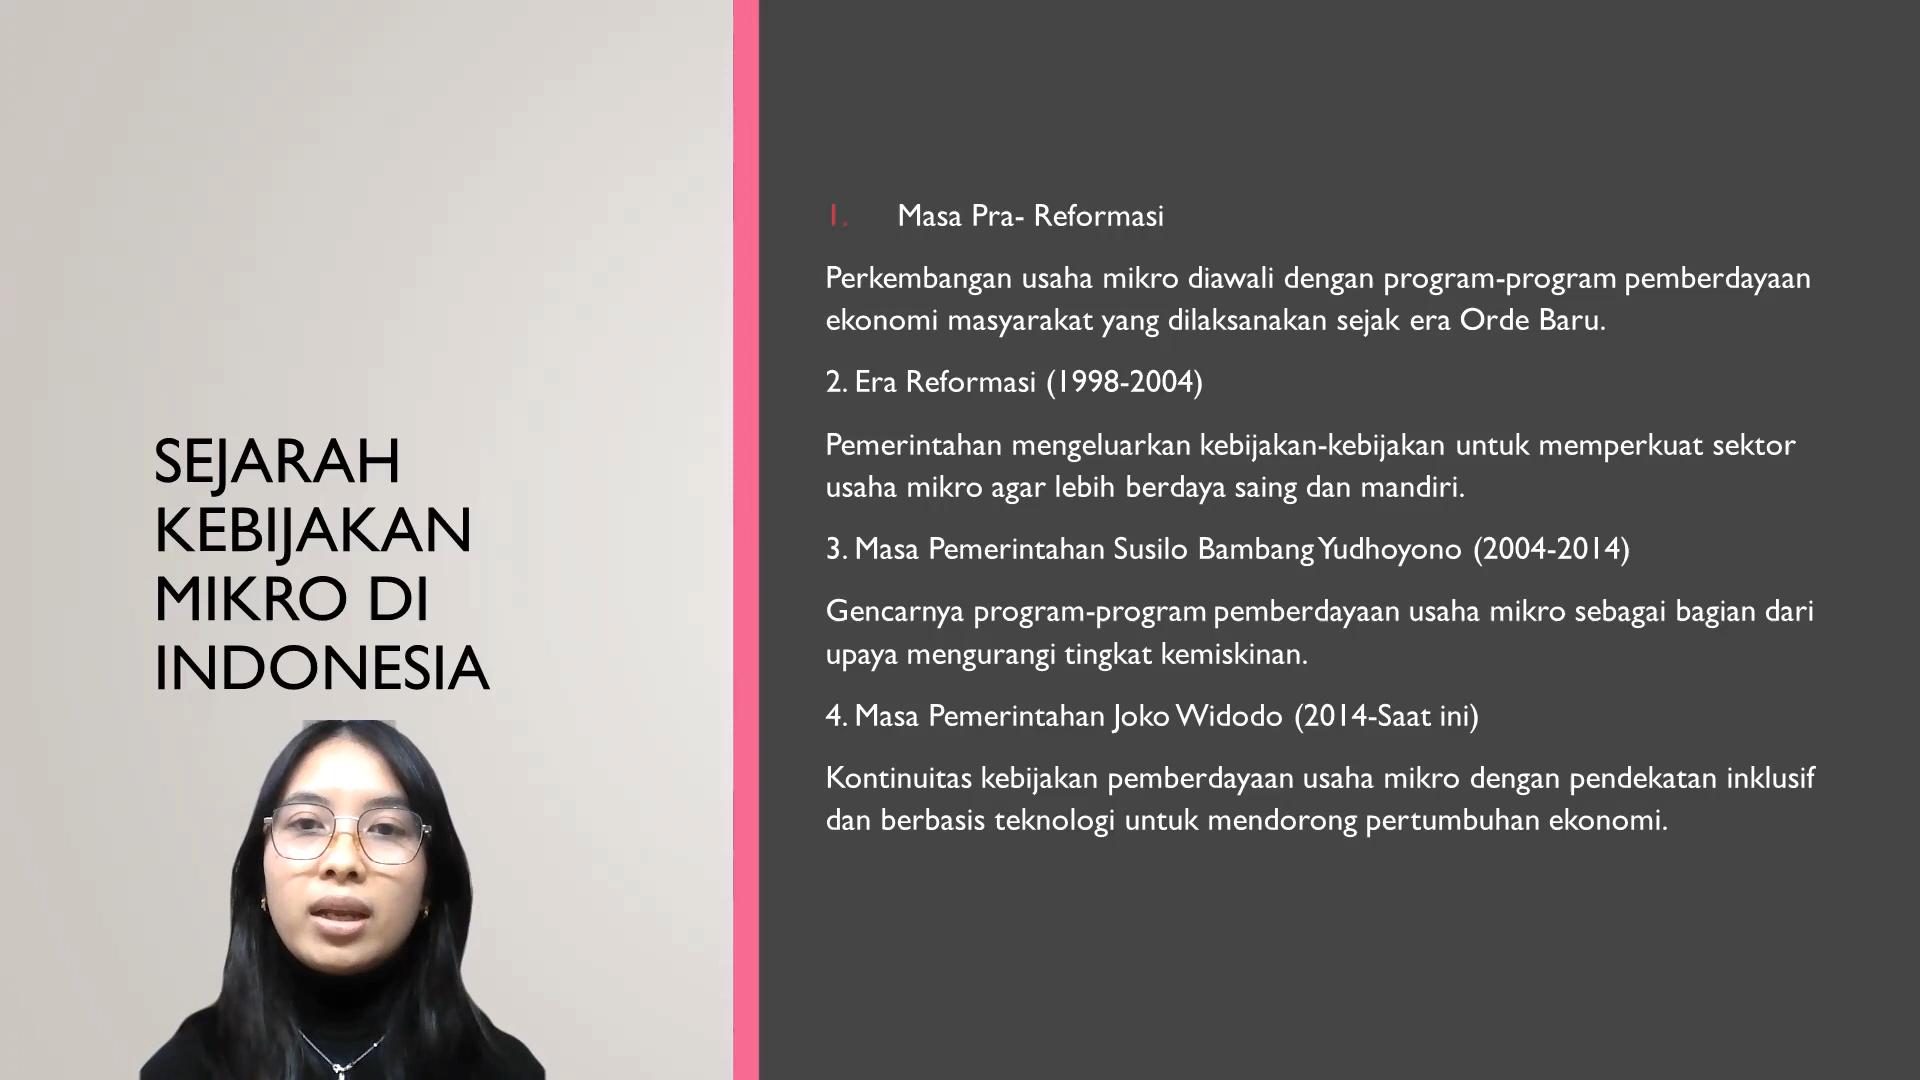 SEJARAH
KEBIJAKAN
MIKRO DI
INDONESIA
1. Masa Pra- Reformasi
Perkembangan usaha mikro diawali dengan program-program pemberdayaan
ekonomi masyarakat yang dilaksanakan sejak era Orde Baru.
2. Era Reformasi (1998-2004)
Pemerintahan mengeluarkan kebijakan-kebijakan untuk memperkuat sektor
usaha mikro agar lebih berdaya saing dan mandiri.
3. Masa Pemerintahan Susilo Bambang Yudhoyono (2004-2014)
Gencarnya program-program pemberdayaan usaha mikro sebagai bagian dari
upaya mengurangi tingkat kemiskinan.
4. Masa Pemerintahan Joko Widodo (2014-Saat ini)
Kontinuitas kebijakan pemberdayaan usaha mikro dengan pendekatan inklusif
dan berbasis teknologi untuk mendorong pertumbuhan ekonomi.